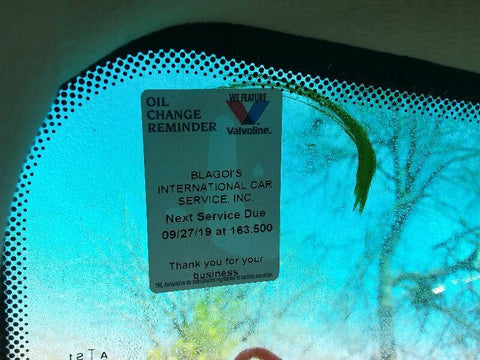 OIL
CHANGE
REMINDER
WE FEATURE
Valvoline.
BLAGOI'S
INTERNATIONAL CAR
SERVICE, INC.
Next Service Due
09/27/19 at 163,500
Thank you for your
business